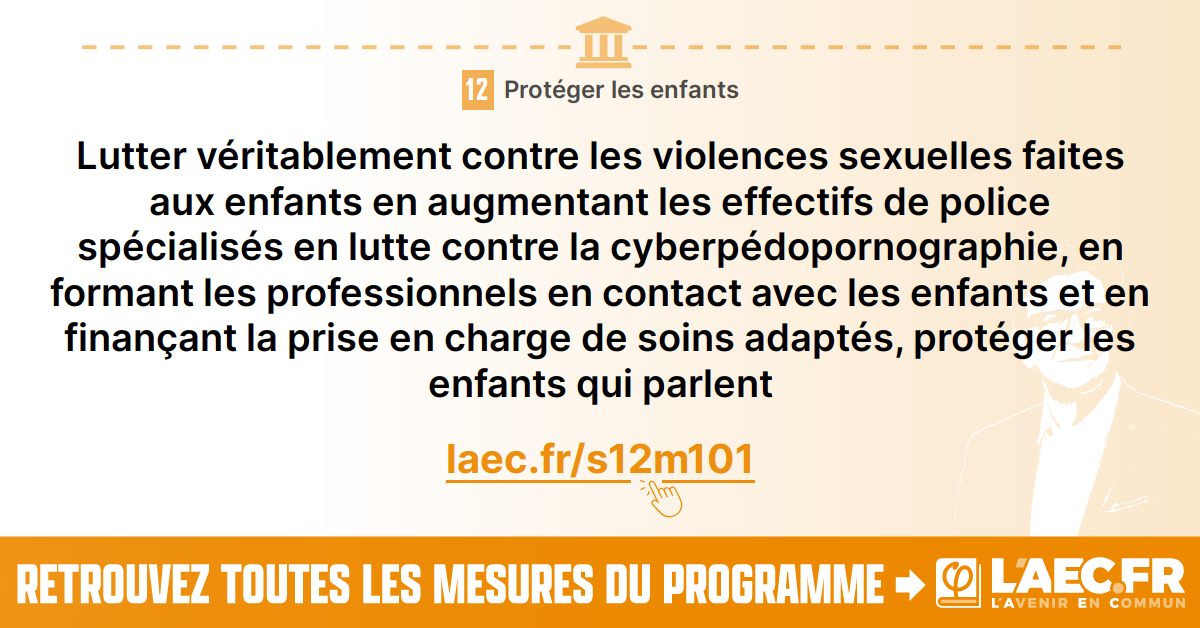 12 Protéger les enfants
Lutter véritablement contre les violences sexuelles faites
aux enfants en augmentant les effectifs de police
spécialisés en lutte contre la cyberpédopornographie, en
formant les professionnels en contact avec les enfants et en
finançant la prise en charge de soins adaptés, protéger les
enfants qui parlent
laec.fr/s12m101
RETROUVEZ TOUTES LES MESURES DU PROGRAMME
φ L'AEC.FR
L'AVENIR EN COMMUN